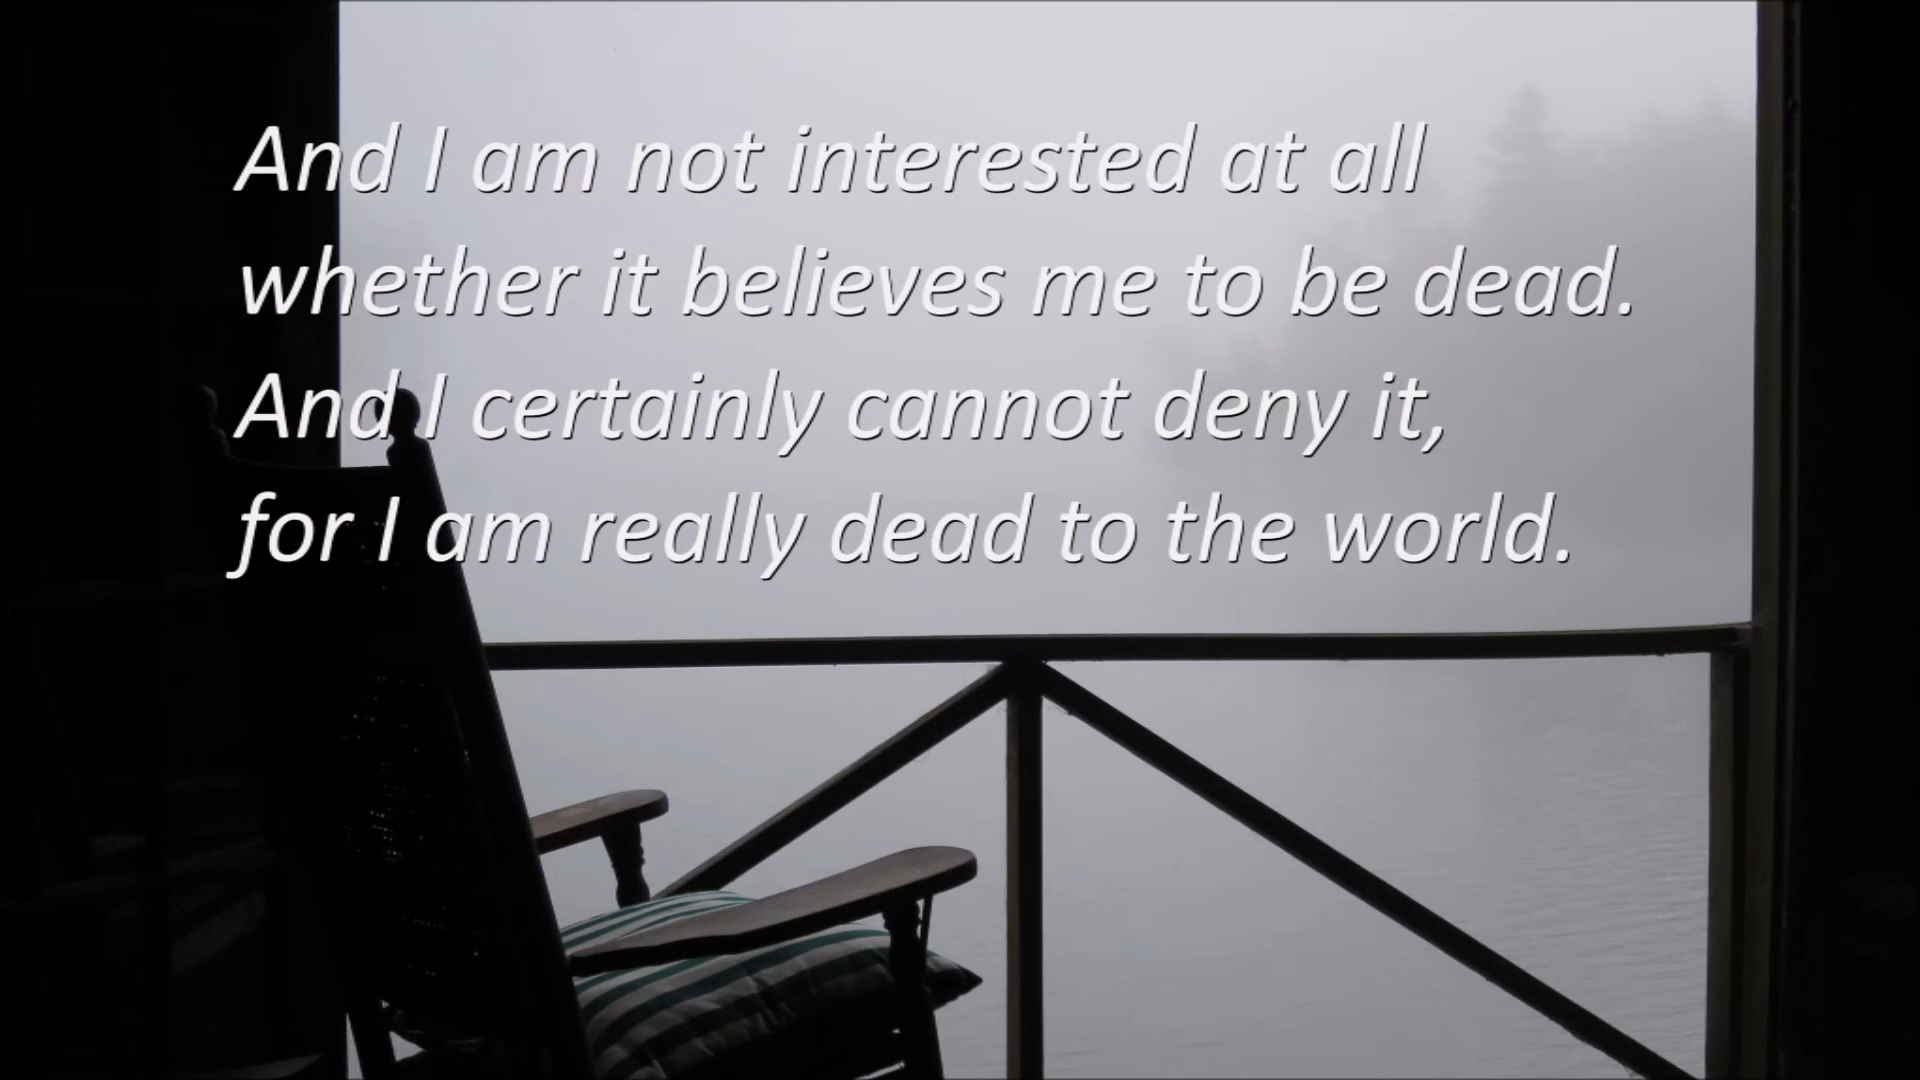 And I am not interested at all
whether it believes me to be dead.
And I certainly cannot deny it,
for I am really dead to the world.